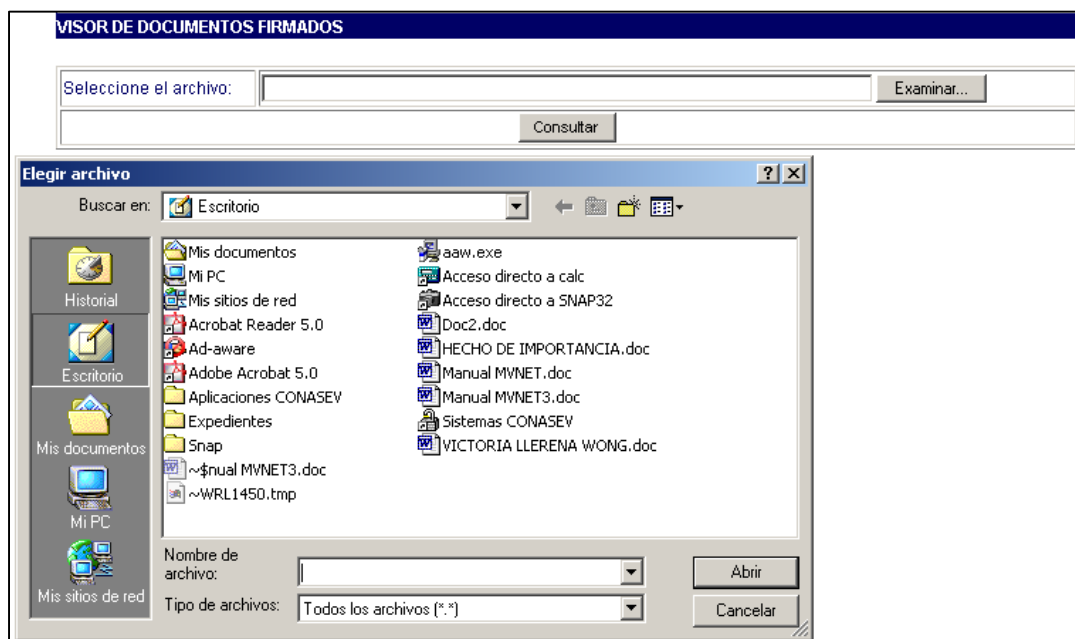 VISOR DE DOCUMENTOS FIRMADOS
Seleccione el archivo:
Examinar...
Consultar
Elegir archivo
Buscar en:
Escritorio
Historial
Escritorio
Mis documentos
Mi PC
Mis sitios de red
Mis documentos
Mi PC
Mis sitios de red
Acrobat Reader 5.0
Ad-aware
Adobe Acrobat 5.0
Aplicaciones CONASEV
Expedientes
Snap
~$nual MVNET3.doc
~WRL1450.tmp
aaw.exe
Acceso directo a calc
Acceso directo a SNAP32
Doc2.doc
HECHO DE IMPORTANCIA.doc
Manual MVNET.doc
Manual MVNET3.doc
Sistemas CONASEV
VICTORIA LLERENA WONG.doc
Nombre de
archivo:
Abrir
Tipo de archivos:
Todos los archivos (*.*)
Cancelar